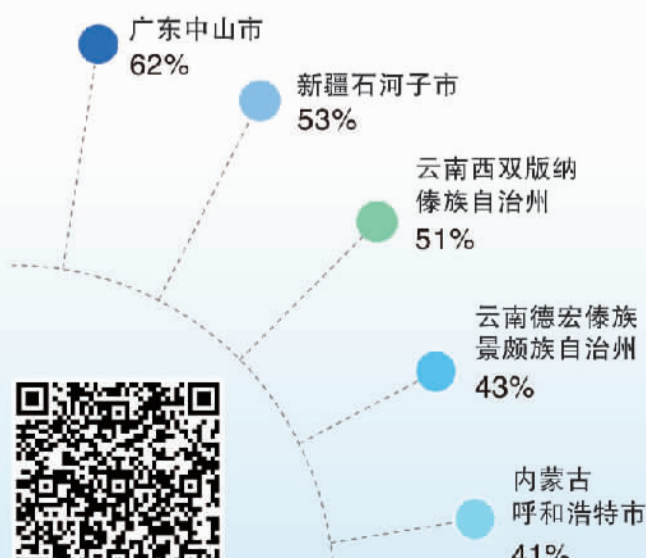 广东中山市
62%
新疆石河子市
53%
云南西双版纳
傣族自治州
51%
云南德宏傣族
景颇族自治州
43%
内蒙古
呼和浩特市
41%